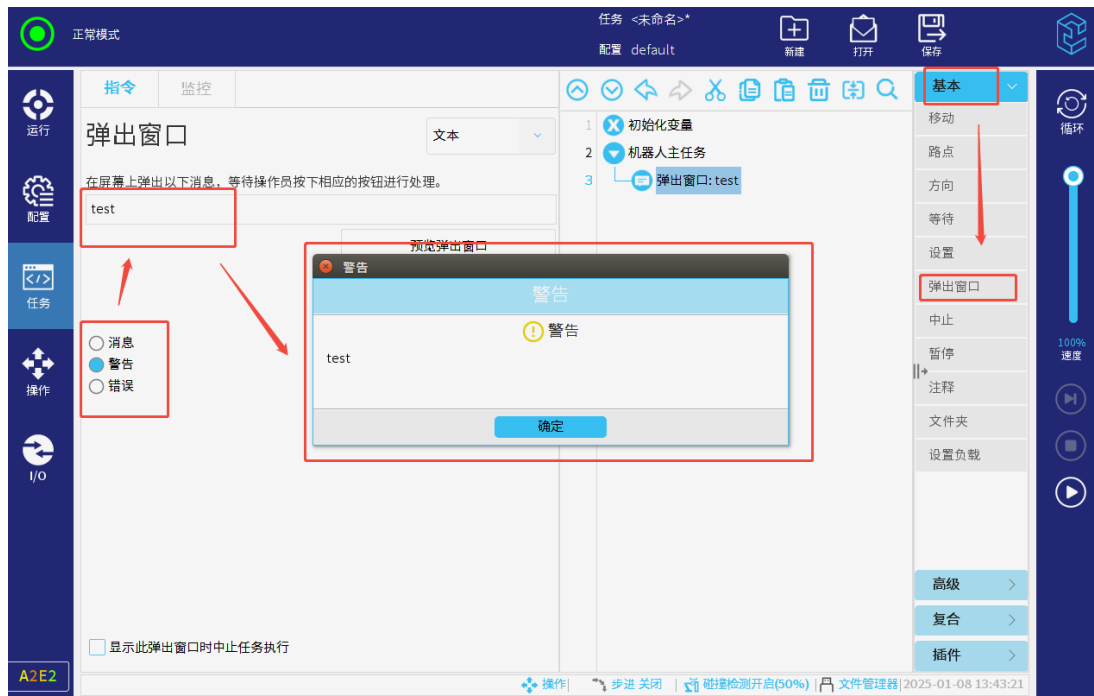 正常模式
任务 <未命名>*
配置 default
新建
打开
保存
运行
配置
任务
操作
I/O
A2E2
指令
监控
弹出窗口
文本
在屏幕上弹出以下消息，等待操作员按下相应的按钮进行处理。
test
预览弹出窗口
消息
警告
错误
显示此弹出窗口时中止任务执行
1 初始化变量
2 机器人主任务
3 弹出窗口: test
警告
警告
警告
test
确定
基本
移动
路点
方向
等待
设置
弹出窗口
中止
暂停
注释
文件夹
设置负载
高级
复合
插件
循环
100%
速度
操作
步进 关闭
碰撞检测开启(50%)
文件管理器
2025-01-08 13:43:21